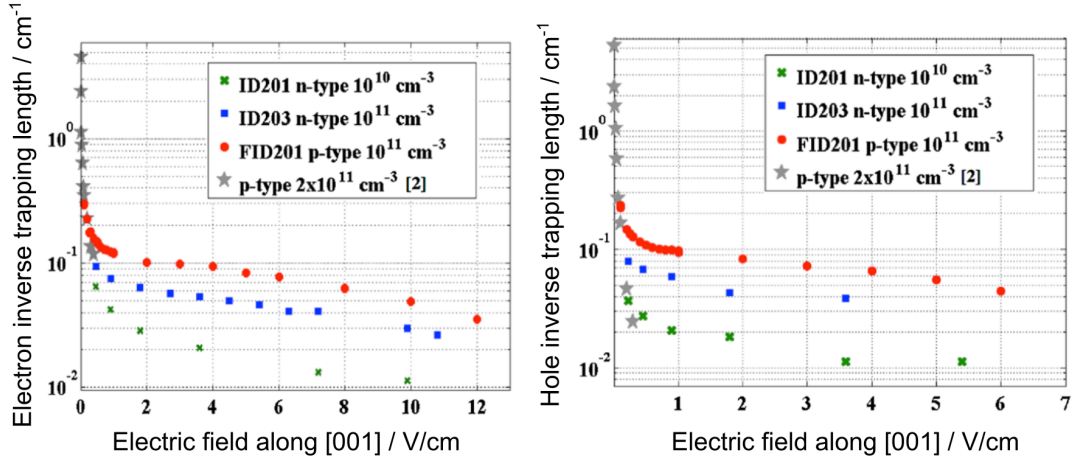 Electron inverse trapping length / cm⁻¹
10⁰
10⁻¹
10⁻²
ID201 n-type 10¹⁰ cm⁻³
ID203 n-type 10¹¹ cm⁻³
FID201 p-type 10¹¹ cm⁻³
p-type 2x10¹¹ cm⁻³ [2]
0 2 4 6 8 10 12
Electric field along [001] / V/cm
Hole inverse trapping length / cm⁻¹
10⁰
10⁻¹
10⁻²
ID201 n-type 10¹⁰ cm⁻³
ID203 n-type 10¹¹ cm⁻³
FID201 p-type 10¹¹ cm⁻³
p-type 2x10¹¹ cm⁻³ [2]
1 2 3 4 5 6 7
Electric field along [001] / V/cm